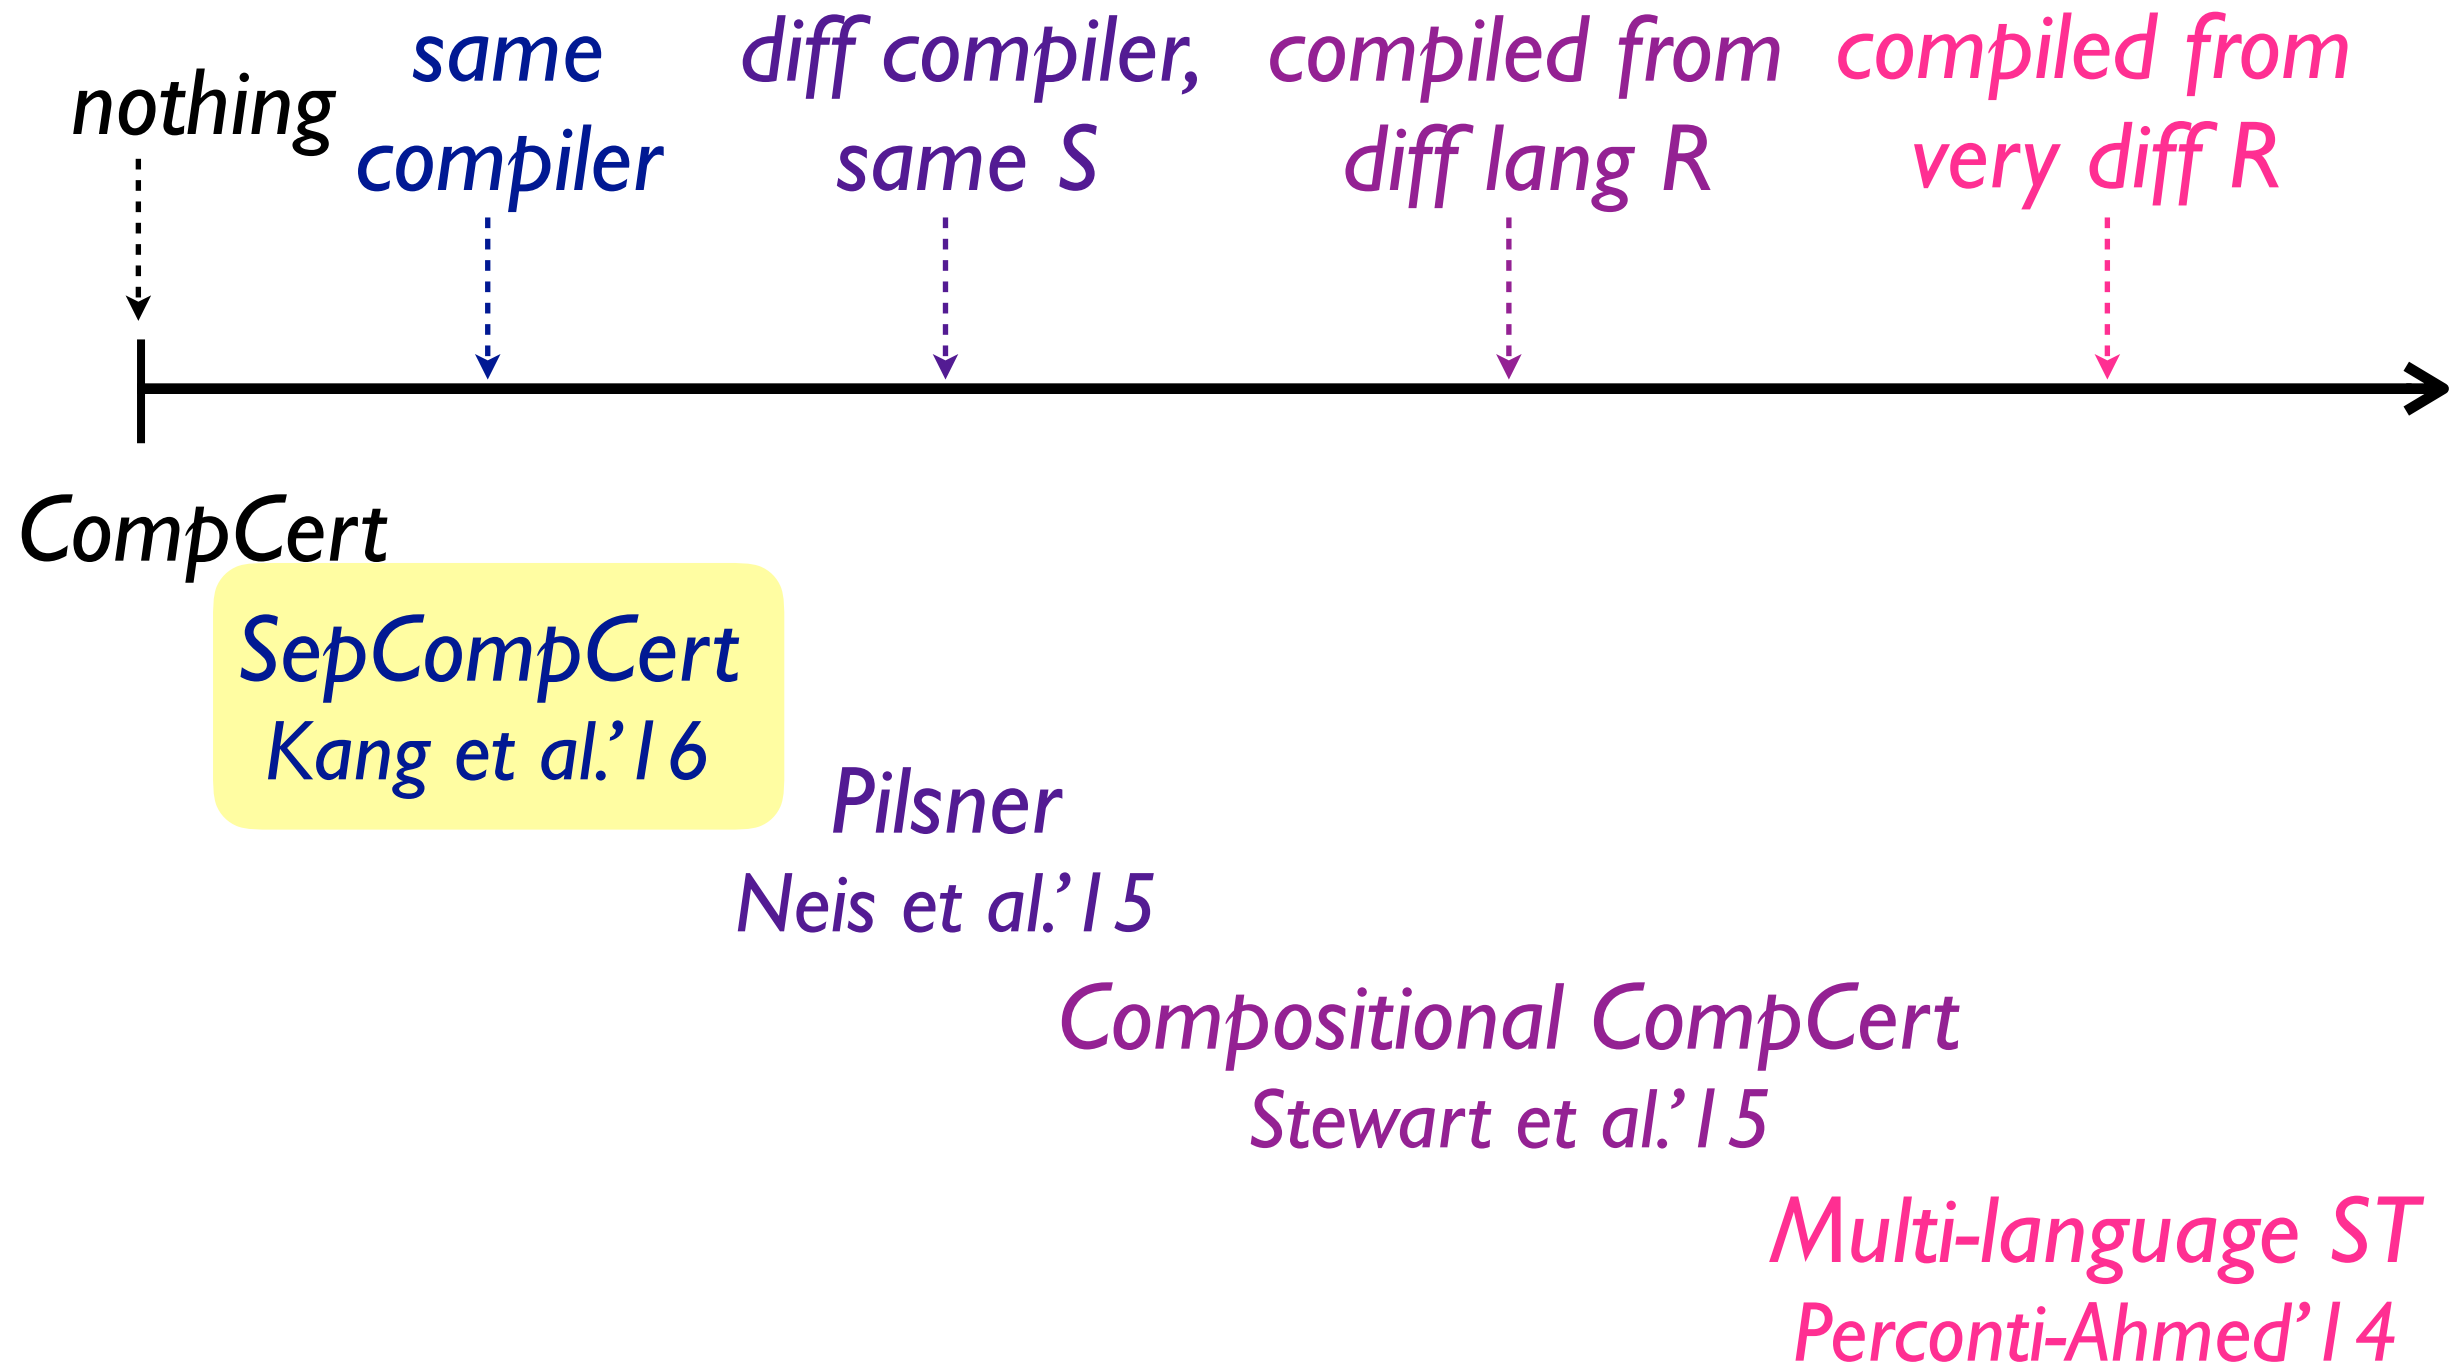 nothing
same
compiler
diff compiler,
same S
compiled from
diff lang R
compiled from
very diff R
CompCert
SepCompCert
Kang et al.’16
Pilsner
Neis et al.’15
Compositional CompCert
Stewart et al.’15
Multi-language ST
Perconti-Ahmed’14